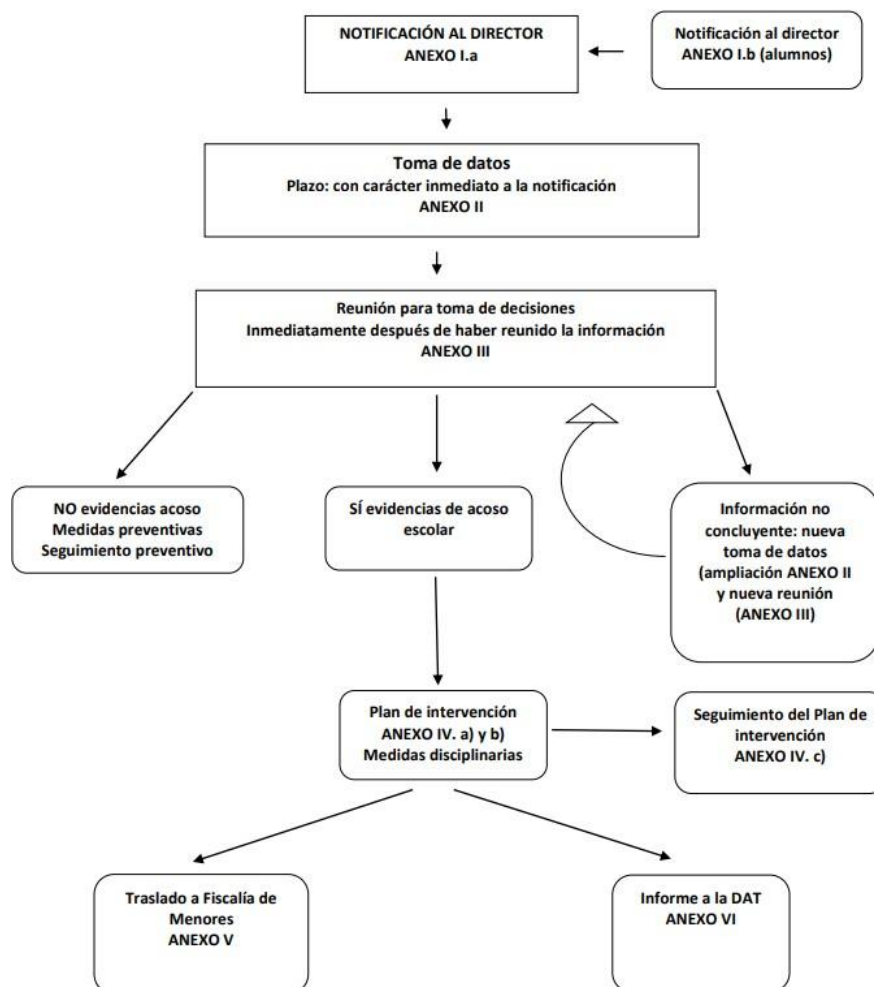 NOTIFICACIÓN AL DIRECTOR
ANEXO I.a
Notificación al director
ANEXO I.b (alumnos)
Toma de datos
Plazo: con carácter inmediato a la notificación
ANEXO II
Reunión para toma de decisiones
Inmediatamente después de haber reunido la información
ANEXO III
NO evidencias acoso
Medidas preventivas
Seguimiento preventivo
SÍ evidencias de acoso
escolar
Información no
concluyente: nueva
toma de datos
(ampliación ANEXO II
y nueva reunión
(ANEXO III)
Plan de intervención
ANEXO IV. a) y b)
Medidas disciplinarias
Seguimiento del Plan de
intervención
ANEXO IV. c)
Traslado a Fiscalía de
Menores
ANEXO V
Informe a la DAT
ANEXO VI